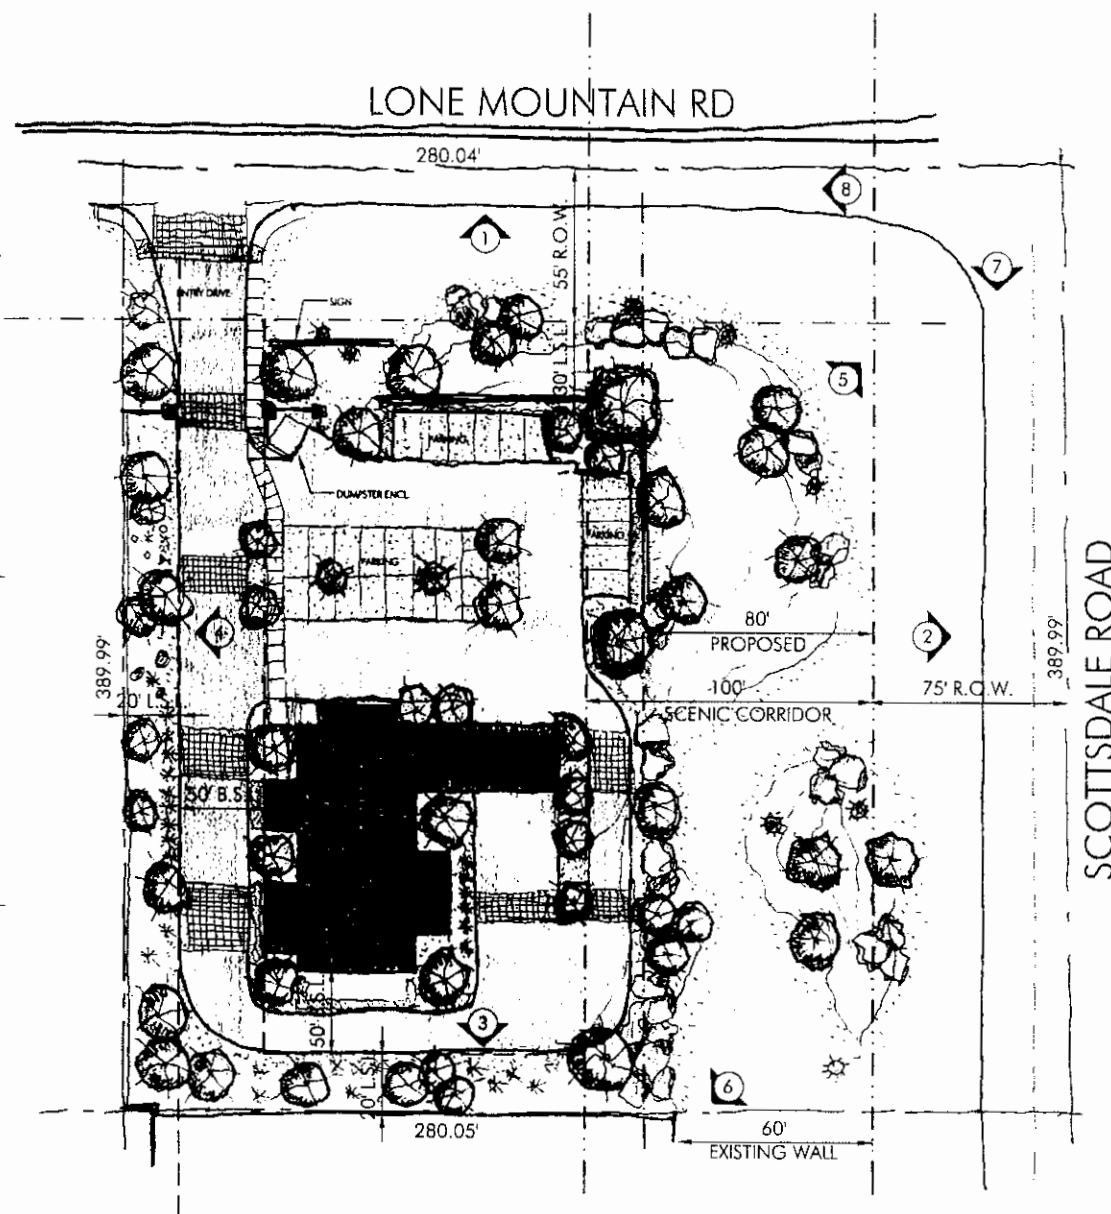 LONE MOUNTAIN RD
280.04'
8
1
55' R.O.W.
7
ENTRY DRIVE
SIGN
30' L.S.
5
PARKING
DUMPSTER ENCL.
PARKING
PARKING
4
80'
PROPOSED
2
389.99'
389.99'
20' L.S.
100'
SCENIC CORRIDOR
75' R.O.W.
SCOTTSDALE ROAD
50' B.S.
50' B.S.
3
6
20' L.S.
280.05'
60'
EXISTING WALL